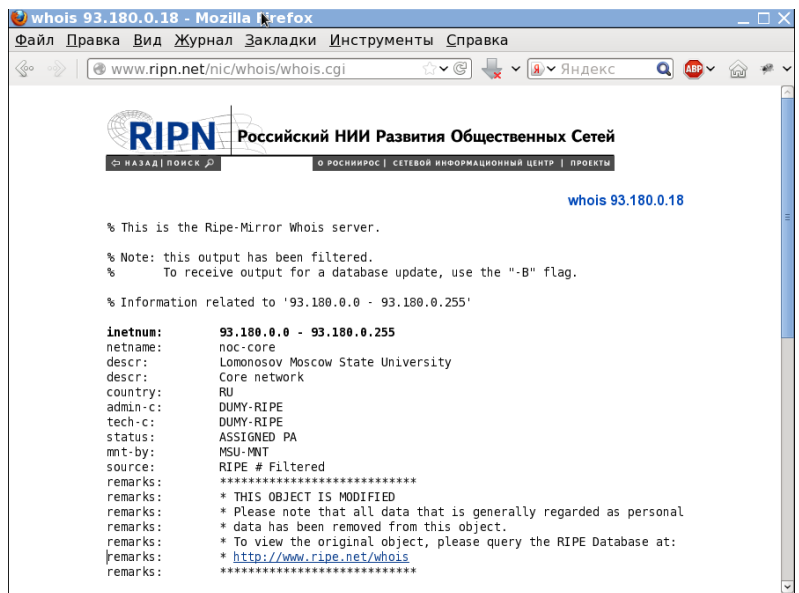 whois 93.180.0.18 - Mozilla Firefox
Файл Правка Вид Журнал Закладки Инструменты Справка
www.ripn.net/nic/whois/whois.cgi Я Яндекс ABP
RIPN Российский НИИ Развития Общественных Сетей
НАЗАД | ПОИСК О РОСНИИРОС | СЕТЕВОЙ ИНФОРМАЦИОННЫЙ ЦЕНТР | ПРОЕКТЫ
whois 93.180.0.18
% This is the Ripe-Mirror Whois server.
% Note: this output has been filtered.
% To receive output for a database update, use the "-B" flag.
% Information related to '93.180.0.0 - 93.180.0.255'
inetnum: 93.180.0.0 - 93.180.0.255
netname: noc-core
descr: Lomonosov Moscow State University
descr: Core network
country: RU
admin-c: DUMY-RIPE
tech-c: DUMY-RIPE
status: ASSIGNED PA
mnt-by: MSU-MNT
source: RIPE # Filtered
remarks: ****************************
remarks: * THIS OBJECT IS MODIFIED
remarks: * Please note that all data that is generally regarded as personal
remarks: * data has been removed from this object.
remarks: * To view the original object, please query the RIPE Database at:
remarks: * http://www.ripe.net/whois
remarks: ****************************